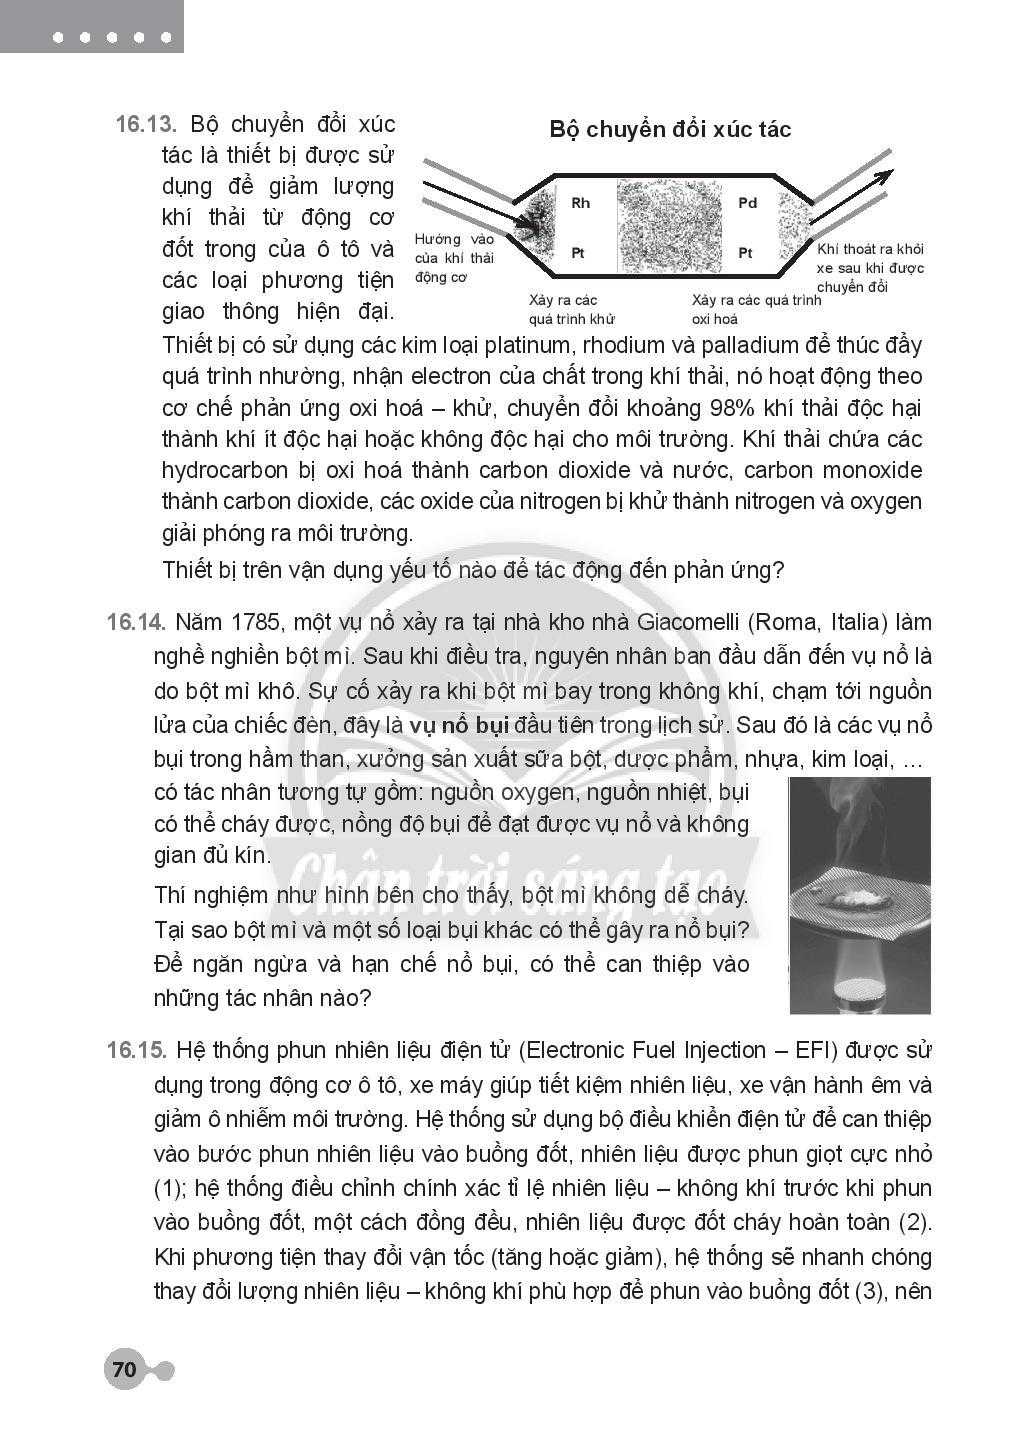 16.13. Bộ chuyển đổi xúc
tác là thiết bị được sử
dụng để giảm lượng
khí thải từ động cơ
đốt trong của ô tô và
các loại phương tiện
giao thông hiện đại.
Bộ chuyển đổi xúc tác
Rh
Pd
Pt
Pt
Hướng vào
của khí thải
động cơ
Khí thoát ra khỏi
xe sau khi được
chuyển đổi
Xảy ra các
quá trình khử
Xảy ra các quá trình
oxi hoá
Thiết bị có sử dụng các kim loại platinum, rhodium và palladium để thúc đẩy
quá trình nhường, nhận electron của chất trong khí thải, nó hoạt động theo
cơ chế phản ứng oxi hoá – khử, chuyển đổi khoảng 98% khí thải độc hại
thành khí ít độc hại hoặc không độc hại cho môi trường. Khí thải chứa các
hydrocarbon bị oxi hoá thành carbon dioxide và nước, carbon monoxide
thành carbon dioxide, các oxide của nitrogen bị khử thành nitrogen và oxygen
giải phóng ra môi trường.
Thiết bị trên vận dụng yếu tố nào để tác động đến phản ứng?
16.14. Năm 1785, một vụ nổ xảy ra tại nhà kho nhà Giacomelli (Roma, Italia) làm
nghề nghiền bột mì. Sau khi điều tra, nguyên nhân ban đầu dẫn đến vụ nổ là
do bột mì khô. Sự cố xảy ra khi bột mì bay trong không khí, chạm tới nguồn
lửa của chiếc đèn, đây là vụ nổ bụi đầu tiên trong lịch sử. Sau đó là các vụ nổ
bụi trong hầm than, xưởng sản xuất sữa bột, dược phẩm, nhựa, kim loại, ...
có tác nhân tương tự gồm: nguồn oxygen, nguồn nhiệt, bụi
có thể cháy được, nồng độ bụi để đạt được vụ nổ và không
gian đủ kín.
Chân trời sáng tạo
Thí nghiệm như hình bên cho thấy, bột mì không dễ cháy.
Tại sao bột mì và một số loại bụi khác có thể gây ra nổ bụi?
Để ngăn ngừa và hạn chế nổ bụi, có thể can thiệp vào
những tác nhân nào?
16.15. Hệ thống phun nhiên liệu điện tử (Electronic Fuel Injection – EFI) được sử
dụng trong động cơ ô tô, xe máy giúp tiết kiệm nhiên liệu, xe vận hành êm và
giảm ô nhiễm môi trường. Hệ thống sử dụng bộ điều khiển điện tử để can thiệp
vào bước phun nhiên liệu vào buồng đốt, nhiên liệu được phun giọt cực nhỏ
(1); hệ thống điều chỉnh chính xác tỉ lệ nhiên liệu – không khí trước khi phun
vào buồng đốt, một cách đồng đều, nhiên liệu được đốt cháy hoàn toàn (2).
Khi phương tiện thay đổi vận tốc (tăng hoặc giảm), hệ thống sẽ nhanh chóng
thay đổi lượng nhiên liệu – không khí phù hợp để phun vào buồng đốt (3), nên
70